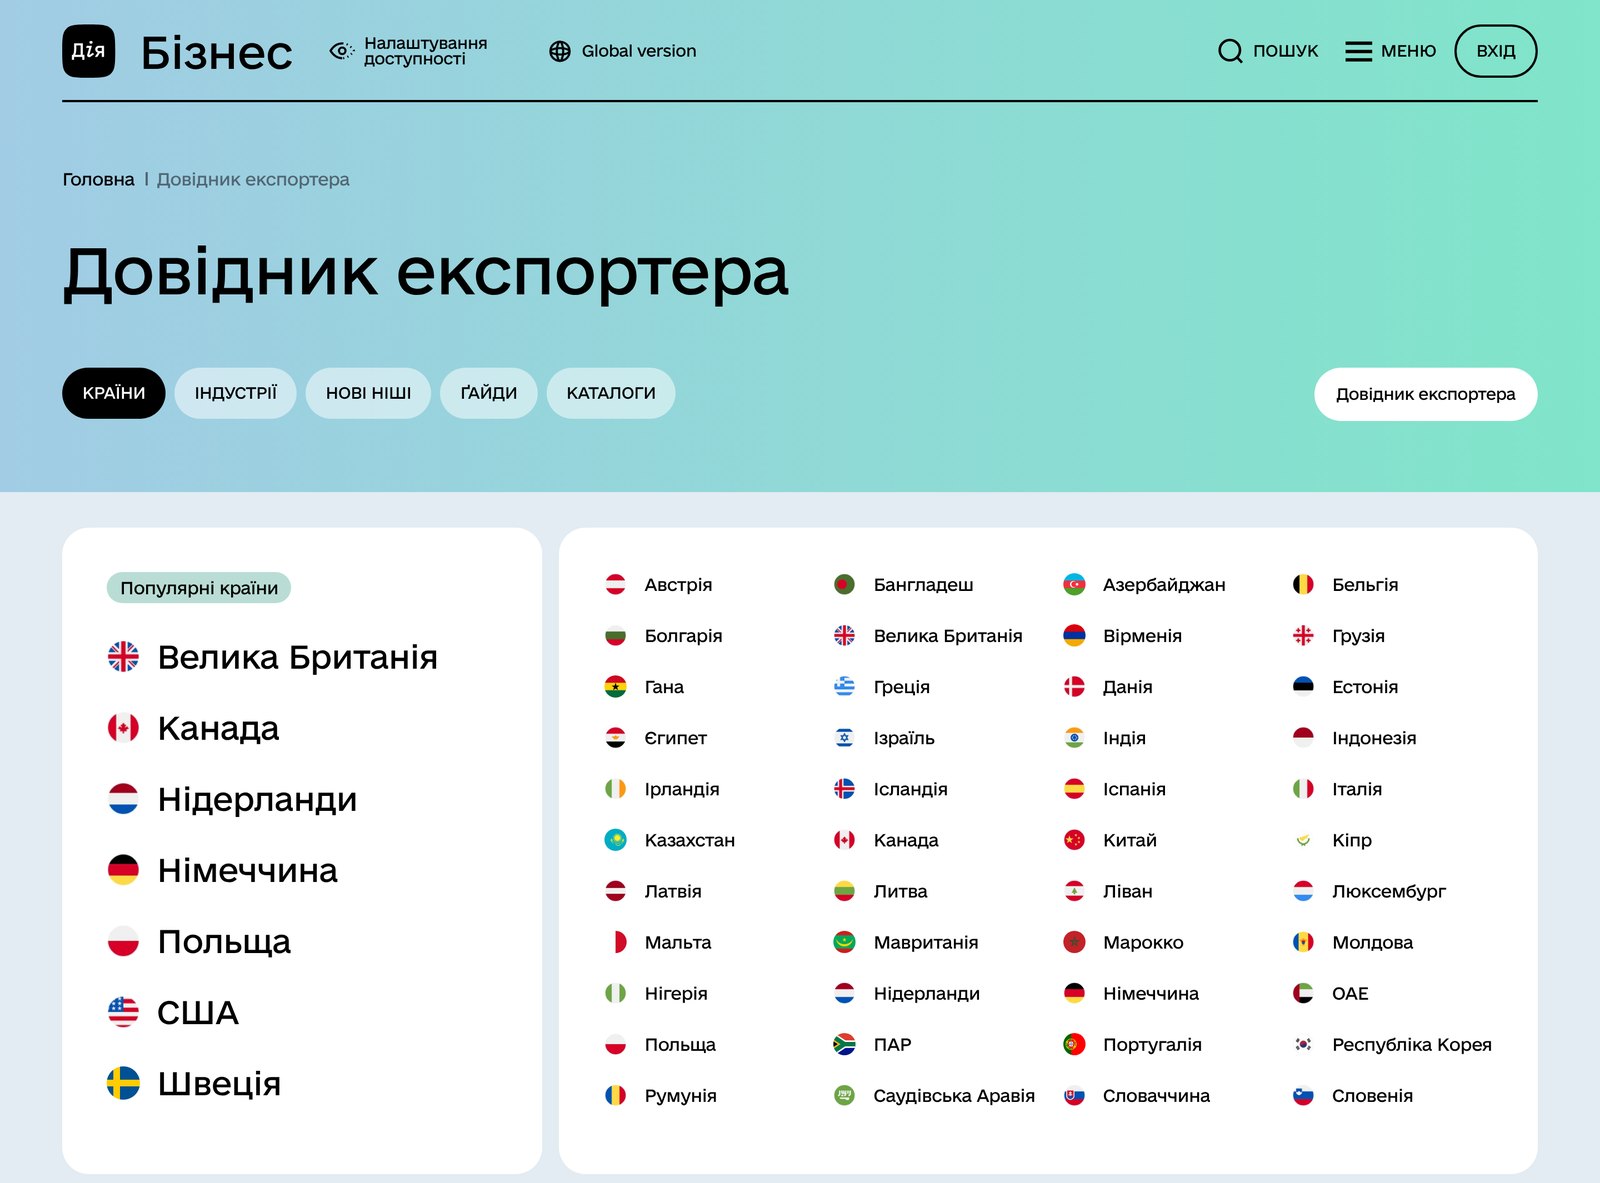 Дія Бізнес
Налаштування
доступності
Global version
ПОШУК
МЕНЮ
ВХІД
Головна | Довідник експортера
Довідник експортера
КРАЇНИ
ІНДУСТРІЇ
НОВІ НІШІ
ҐАЙДИ
КАТАЛОГИ
Довідник експортера
Популярні країни
Велика Британія
Канада
Нідерланди
Німеччина
Польща
США
Швеція
Австрія Бангладеш Азербайджан Бельгія
Болгарія Велика Британія Вірменія Грузія
Гана Греція Данія Естонія
Єгипет Ізраїль Індія Індонезія
Ірландія Ісландія Іспанія Італія
Казахстан Канада Китай Кіпр
Латвія Литва Ліван Люксембург
Мальта Мавританія Марокко Молдова
Нігерія Нідерланди Німеччина ОАЕ
Польща ПАР Португалія Республіка Корея
Румунія Саудівська Аравія Словаччина Словенія